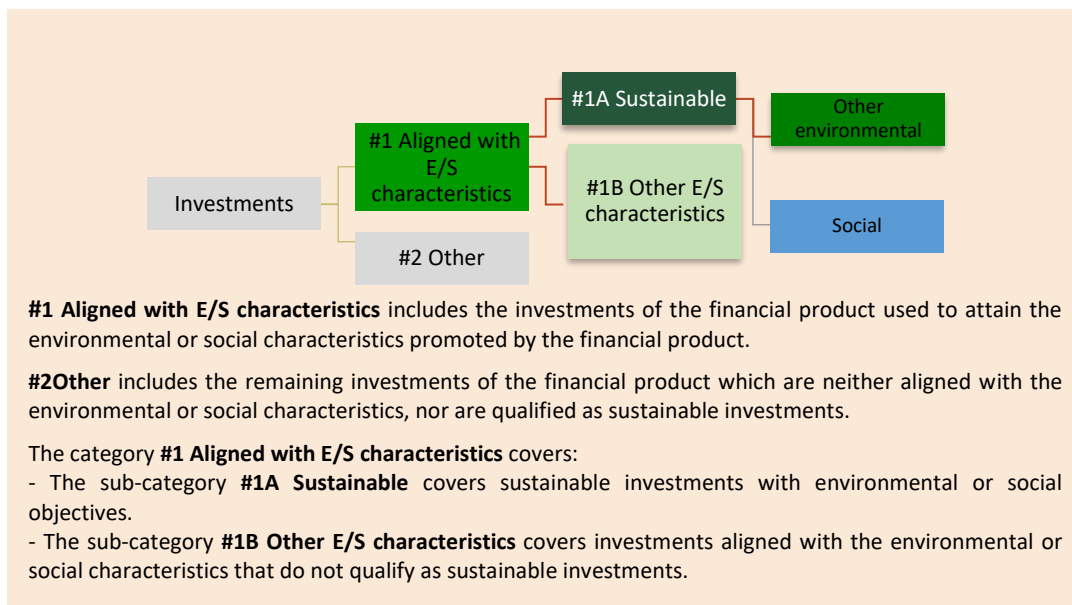 #1A Sustainable
Other
environmental
#1 Aligned with
E/S
characteristics
#1B Other E/S
characteristics
Investments
Social
#2 Other
#1 Aligned with E/S characteristics includes the investments of the financial product used to attain the
environmental or social characteristics promoted by the financial product.
#2Other includes the remaining investments of the financial product which are neither aligned with the
environmental or social characteristics, nor are qualified as sustainable investments.
The category #1 Aligned with E/S characteristics covers:
- The sub-category #1A Sustainable covers sustainable investments with environmental or social
objectives.
- The sub-category #1B Other E/S characteristics covers investments aligned with the environmental or
social characteristics that do not qualify as sustainable investments.